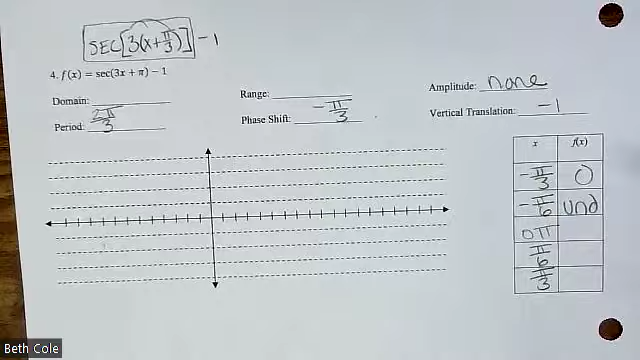 SEC[3(x+π/3)] -1
4. f(x) = sec(3x + π) − 1
Domain:
Range:
Amplitude: none
Period: 2π/3
Phase Shift: -π/3
Vertical Translation: -1
x f(x)
-π/3 0
-π/6 und
0π
π/6
π/3
Beth Cole